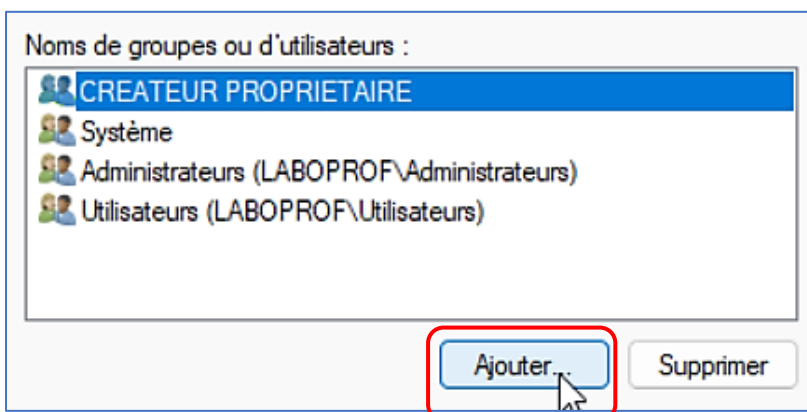 Noms de groupes ou d'utilisateurs :
CREATEUR PROPRIETAIRE
Système
Administrateurs (LABOPROF\Administrateurs)
Utilisateurs (LABOPROF\Utilisateurs)
Ajouter... Supprimer